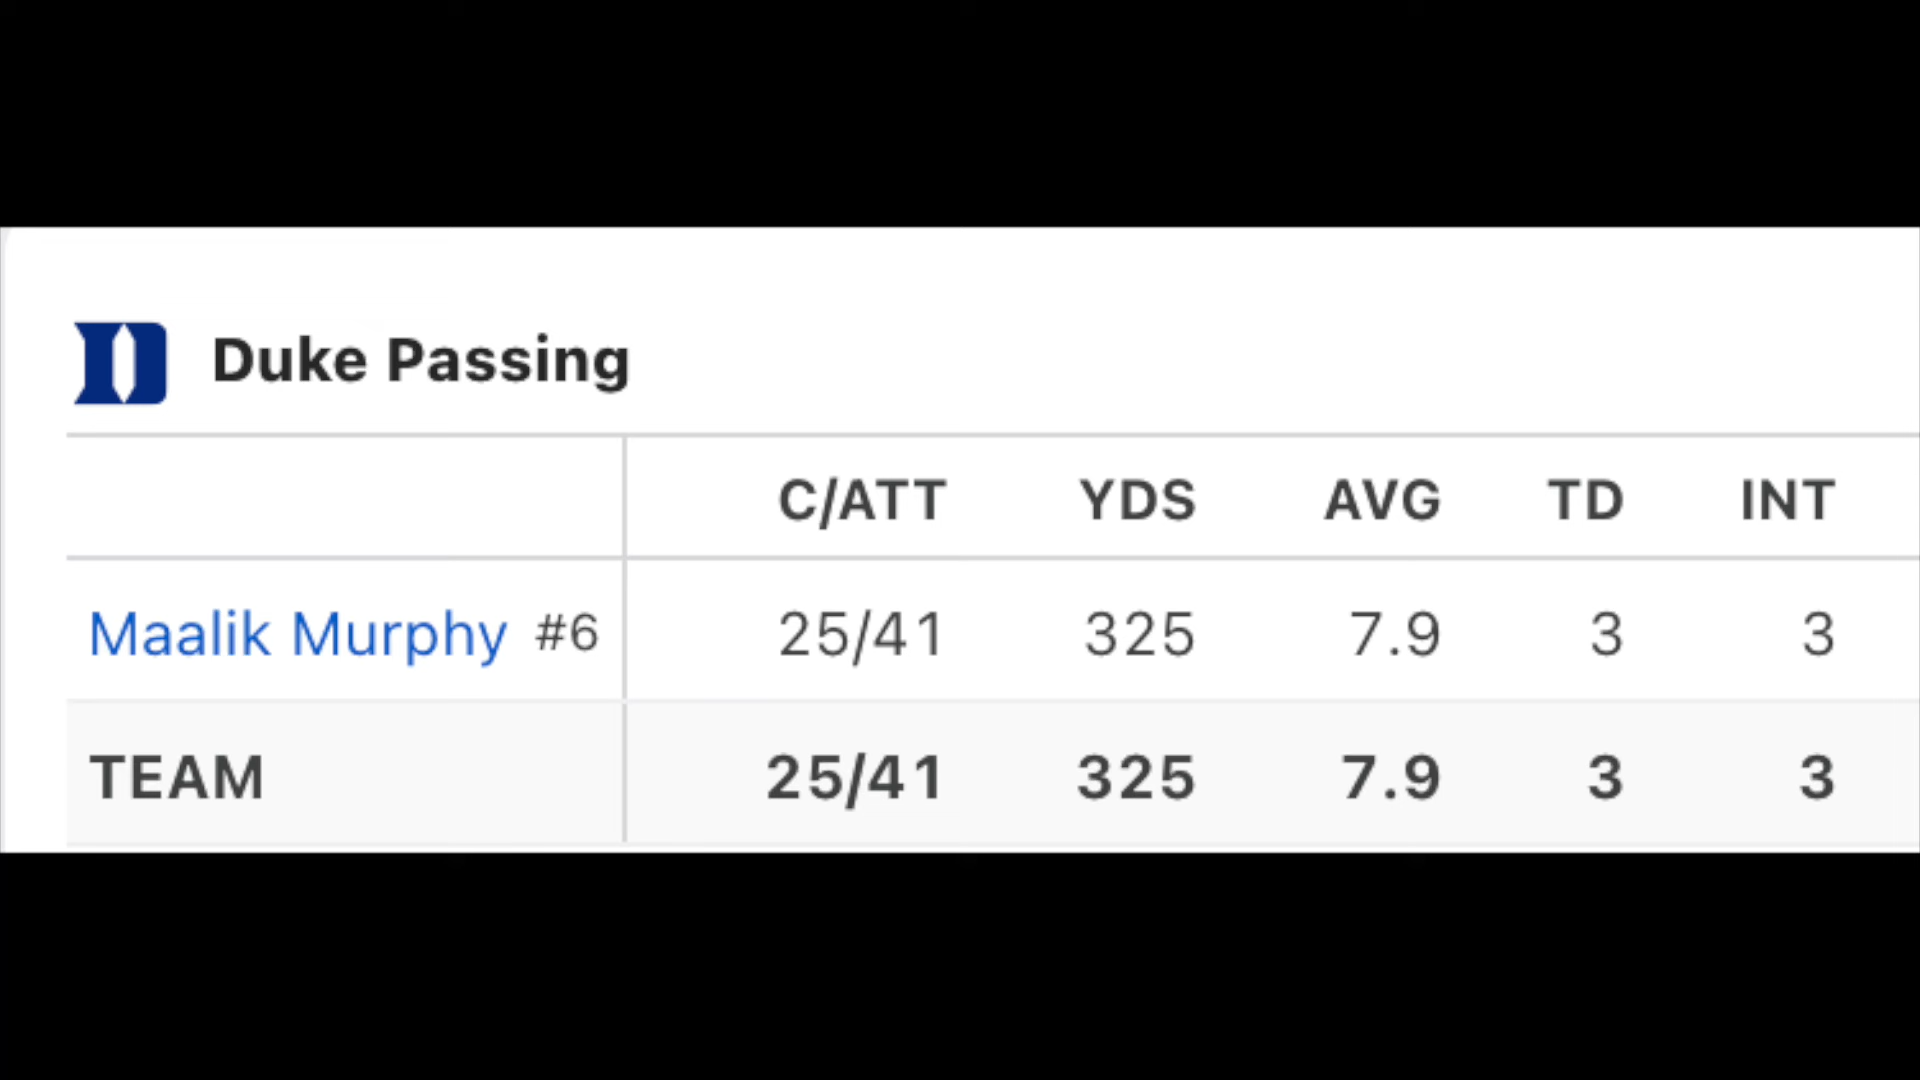 Duke Passing
C/ATT YDS AVG TD INT
Maalik Murphy #6 25/41 325 7.9 3 3
TEAM 25/41 325 7.9 3 3